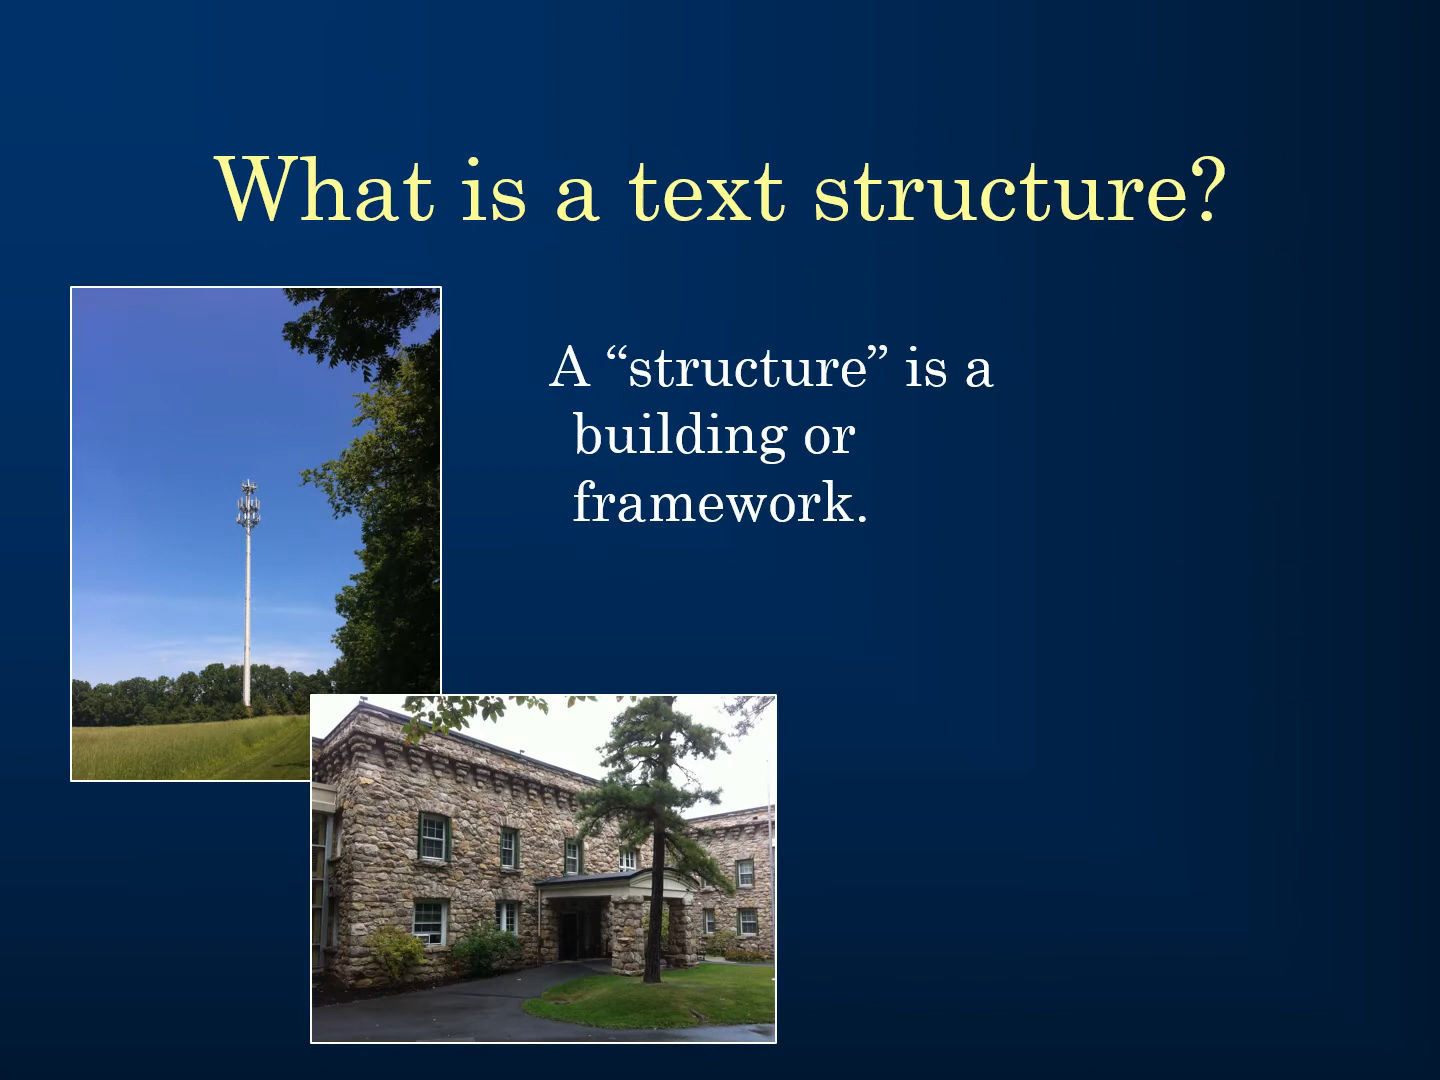 What is a text structure?
A “structure” is a
building or
framework.